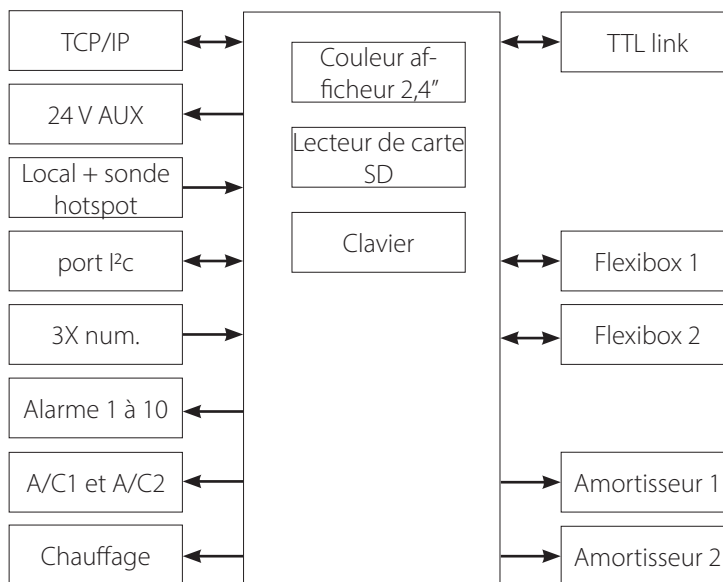 TCP/IP
24 V AUX
Local + sonde
hotspot
port I²c
3X num.
Alarme 1 à 10
A/C1 et A/C2
Chauffage
Couleur af-
ficheur 2,4”
Lecteur de carte
SD
Clavier
TTL link
Flexibox 1
Flexibox 2
Amortisseur 1
Amortisseur 2